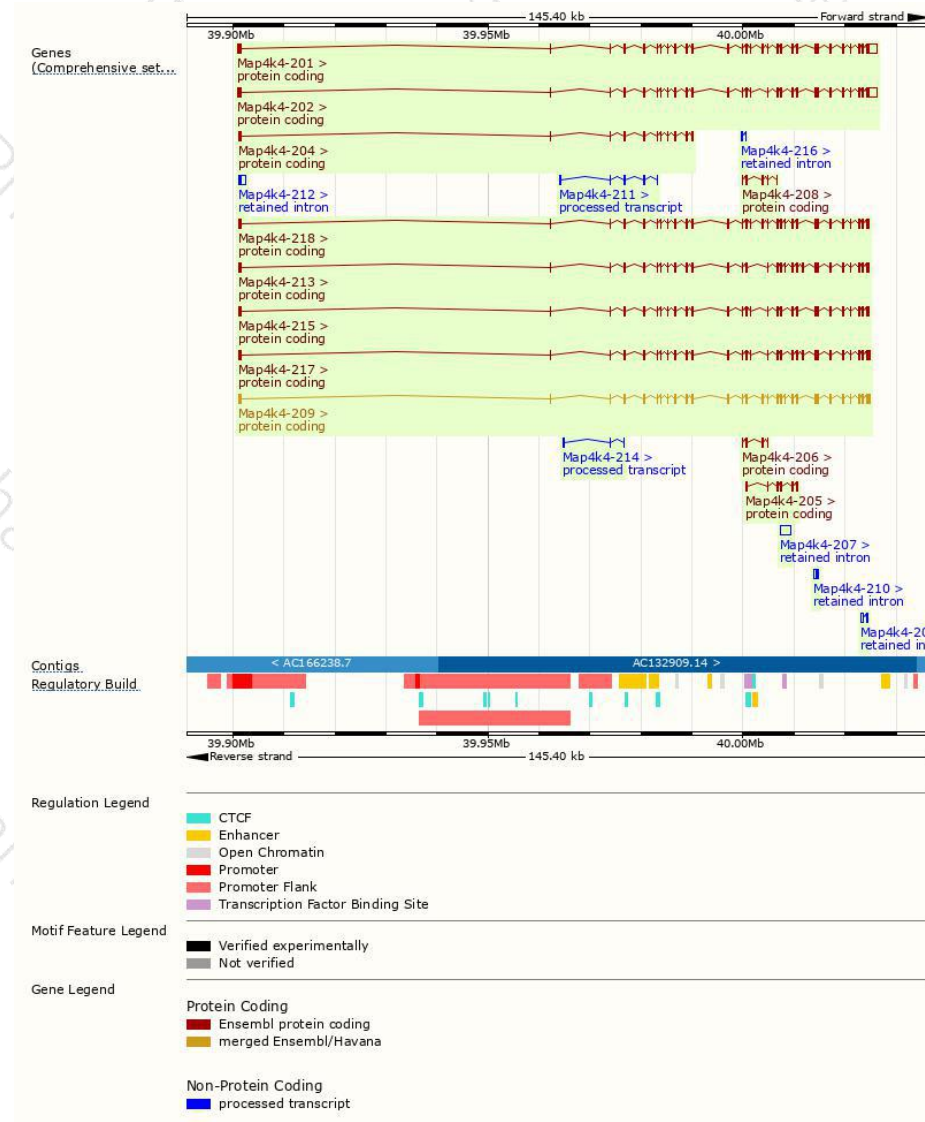 145.40 kb Forward strand
39.90Mb 39.95Mb 40.00Mb
Genes
(Comprehensive set...
Map4k4-201 >
protein coding
Map4k4-202 >
protein coding
Map4k4-204 >
protein coding
Map4k4-216 >
retained intron
Map4k4-212 >
retained intron
Map4k4-211 >
processed transcript
Map4k4-208 >
protein coding
Map4k4-218 >
protein coding
Map4k4-213 >
protein coding
Map4k4-215 >
protein coding
Map4k4-217 >
protein coding
Map4k4-209 >
protein coding
Map4k4-214 >
processed transcript
Map4k4-206 >
protein coding
Map4k4-205 >
protein coding
Map4k4-207 >
retained intron
Map4k4-210 >
retained intron
Map4k4-20
retained in
Contigs
< AC166238.7 AC132909.14 >
Regulatory Build
39.90Mb 39.95Mb 40.00Mb
Reverse strand 145.40 kb
Regulation Legend
CTCF
Enhancer
Open Chromatin
Promoter
Promoter Flank
Transcription Factor Binding Site
Motif Feature Legend
Verified experimentally
Not verified
Gene Legend
Protein Coding
Ensembl protein coding
merged Ensembl/Havana
Non-Protein Coding
processed transcript